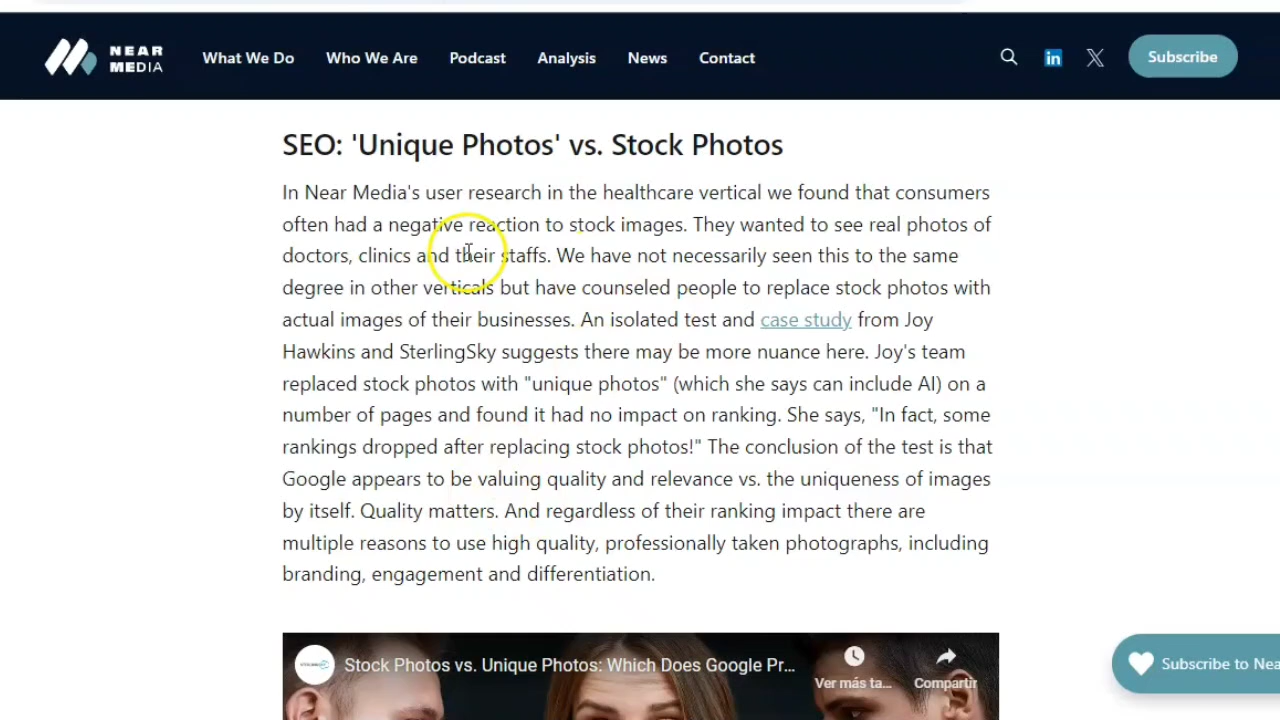 NEAR
MEDIA
What We Do
Who We Are
Podcast
Analysis
News
Contact
Subscribe
SEO: 'Unique Photos' vs. Stock Photos
In Near Media's user research in the healthcare vertical we found that consumers
often had a negative reaction to stock images. They wanted to see real photos of
doctors, clinics and their staffs. We have not necessarily seen this to the same
degree in other verticals but have counseled people to replace stock photos with
actual images of their businesses. An isolated test and case study from Joy
Hawkins and SterlingSky suggests there may be more nuance here. Joy's team
replaced stock photos with "unique photos" (which she says can include AI) on a
number of pages and found it had no impact on ranking. She says, "In fact, some
rankings dropped after replacing stock photos!" The conclusion of the test is that
Google appears to be valuing quality and relevance vs. the uniqueness of images
by itself. Quality matters. And regardless of their ranking impact there are
multiple reasons to use high quality, professionally taken photographs, including
branding, engagement and differentiation.
Stock Photos vs. Unique Photos: Which Does Google Pr...
Ver más ta...
Compartir
Subscribe to Nea